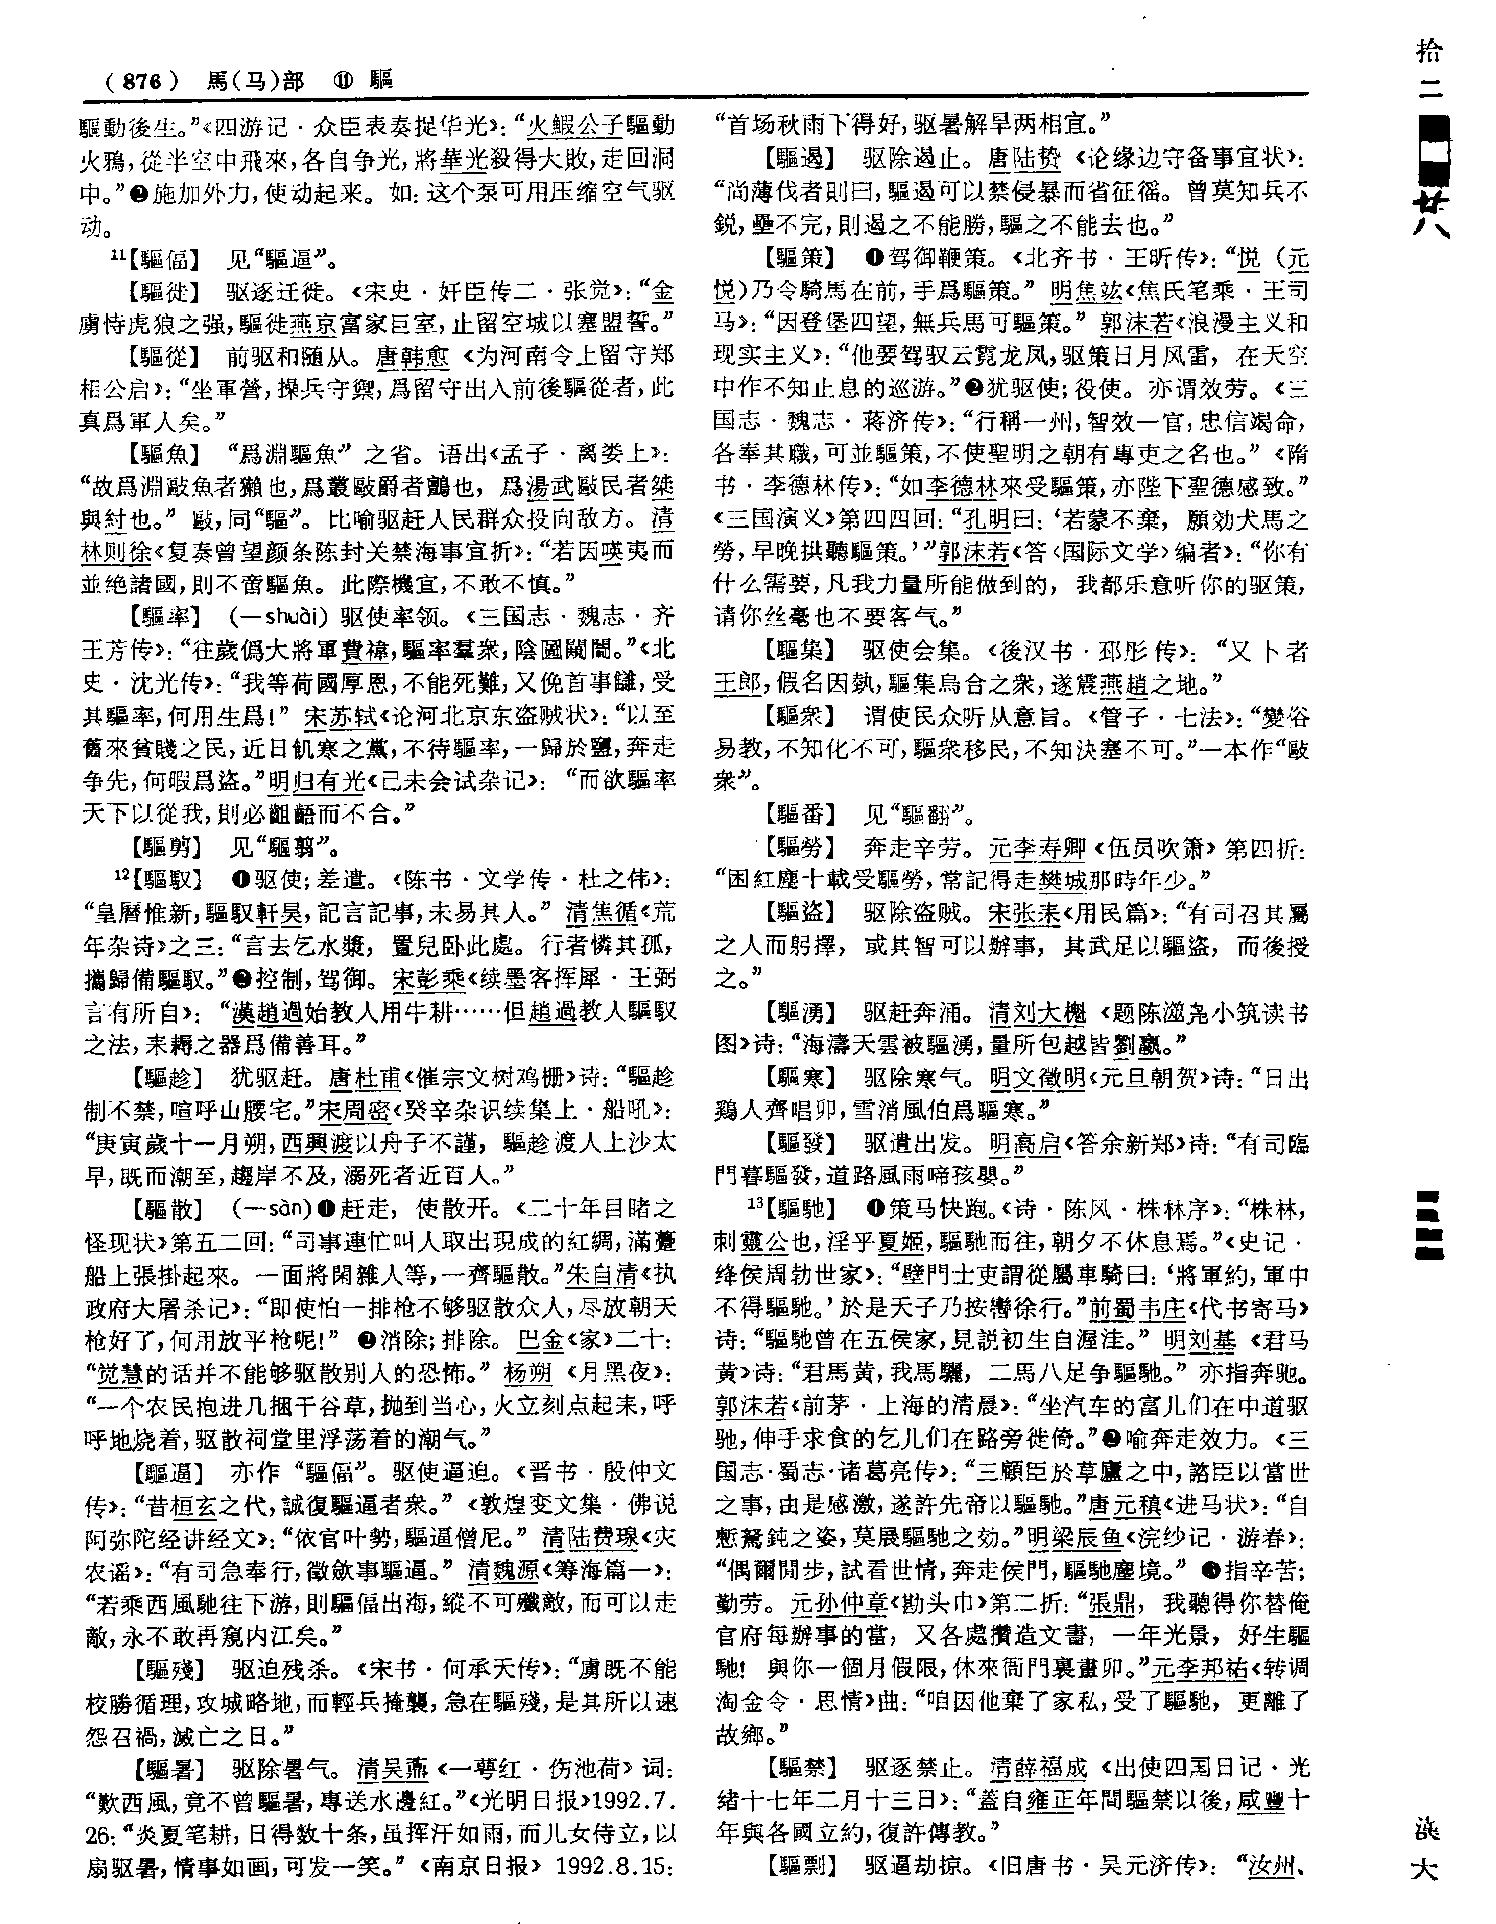 (876) 馬(马)部 ⑪ 驅
驅動後生。”《四游记·众臣表奏捉华光》：“火鰕公子驅動
火鴉，從半空中飛來，各自争光，將華光殺得大敗，走回洞
中。”❷施加外力，使动起来。如：这个泵可用压缩空气驱
动。
¹¹【驅偪】 见“驅逼”。
【驅徙】 驱逐迁徙。《宋史·奸臣传二·张觉》：“金
虜恃虎狼之强，驅徙燕京富家巨室，止留空城以塞盟誓。”
【驅從】 前驱和随从。唐韩愈《为河南令上留守郑
相公启》：“坐軍營，操兵守禦，爲留守出入前後驅從者，此
真爲軍人矣。”
【驅魚】 “爲淵驅魚”之省。语出《孟子·离娄上》：
“故爲淵敺魚者獺也，爲叢敺爵者鸇也，爲湯武敺民者桀
與紂也。”敺，同“驅”。比喻驱赶人民群众投向敌方。清
林则徐《复奏曾望颜条陈封关禁海事宜折》：“若因𠸄夷而
並絶諸國，則不啻驅魚。此際機宜，不敢不慎。”
【驅率】 (—shuài)驱使率领。《三国志·魏志·齐
王芳传》：“往歲僞大將軍費禕，驅率羣衆，陰圖闚𨵦。”《北
史·沈光传》：“我等荷國厚恩，不能死難，又俛首事讎，受
其驅率，何用生爲！”宋苏轼《论河北京东盗贼状》：“以至
舊來貧賤之民，近日飢寒之黨，不待驅率，一歸於鹽，奔走
争先，何暇爲盗。”明归有光《己未会试杂记》：“而欲驅率
天下以從我，則必齟齬而不合。”
【驅剪】 见“驅翦”。
¹²【驅馭】 ❶驱使；差遣。《陈书·文学传·杜之伟》：
“皇曆惟新，驅馭軒昊，記言記事，未易其人。”清焦循《荒
年杂诗》之三：“言去乞水漿，置兒卧此處。行者憐其孤，
攜歸備驅馭。”❷控制，驾御。宋彭乘《续墨客挥犀·王弼
言有所自》：“漢趙過始教人用牛耕……但趙過教人驅馭
之法，耒耨之器爲備善耳。”
【驅趁】 犹驱赶。唐杜甫《催宗文树鸡栅》诗：“驅趁
制不禁，喧呼山腰宅。”宋周密《癸辛杂识续集上·船吼》：
“庚寅歲十一月朔，西興渡以舟子不謹，驅趁渡人上沙太
早，既而潮至，趨岸不及，溺死者近百人。”
【驅散】 (—sàn)❶赶走，使散开。《二十年目睹之
怪现状》第五二回：“司事連忙叫人取出現成的紅綢，滿躉
船上張掛起來。一面將閑雜人等，一齊驅散。”朱自清《执
政府大屠杀记》：“即使怕一排枪不够驱散众人，尽放朝天
枪好了，何用放平枪呢！”❷消除；排除。巴金《家》二十：
“觉慧的话并不能够驱散别人的恐怖。”杨朔《月黑夜》：
“一个农民抱进几捆干谷草，抛到当心，火立刻点起来，呼
呼地烧着，驱散祠堂里浮荡着的潮气。”
【驅逼】 亦作“驅偪”。驱使逼迫。《晋书·殷仲文
传》：“昔桓玄之代，誠復驅逼者衆。”《敦煌变文集·佛说
阿弥陀经讲经文》：“依官叶勢，驅逼僧尼。”清陆费瑔《灾
农谣》：“有司急奉行，徵斂事驅逼。”清魏源《筹海篇一》：
“若乘西風馳往下游，則驅偪出海，縱不可殲敵，而可以走
敵，永不敢再窺内江矣。”
【驅殘】 驱迫残杀。《宋书·何承天传》：“虜既不能
校勝循理，攻城略地，而輕兵掩襲，急在驅殘，是其所以速
怨召禍，滅亡之日。”
【驅暑】 驱除暑气。清吴藨《一萼红·伤池荷》词：
“歎西風，竟不曾驅暑，專送水邊紅。”《光明日报》1992.7.
26：“炎夏笔耕，日得数十条，虽挥汗如雨，而儿女侍立，以
扇驱暑，情事如画，可发一笑。”《南京日报》1992.8.15：
“首场秋雨下得好，驱暑解旱两相宜。”
【驅遏】 驱除遏止。唐陆贽《论缘边守备事宜状》：
“尚薄伐者則曰，驅遏可以禁侵暴而省征徭。曾莫知兵不
鋭，壘不完，則遏之不能勝，驅之不能去也。”
【驅策】 ❶驾御鞭策。《北齐书·王昕传》：“悦（元
悦）乃令騎馬在前，手爲驅策。”明焦竑《焦氏笔乘·王司
马》：“因登堡四望，無兵馬可驅策。”郭沫若《浪漫主义和
现实主义》：“他要驾驭云霓龙凤，驱策日月风雷，在天空
中作不知止息的巡游。”❷犹驱使；役使。亦谓效劳。《三
国志·魏志·蒋济传》：“行稱一州，智效一官，忠信竭命，
各奉其職，可並驅策，不使聖明之朝有專吏之名也。”《隋
书·李德林传》：“如李德林來受驅策，亦陛下聖德感致。”
《三国演义》第四四回：“孔明曰：‘若蒙不棄，願効犬馬之
勞，早晚拱聽驅策。’”郭沫若《答〈国际文学〉编者》：“你有
什么需要，凡我力量所能做到的，我都乐意听你的驱策，
请你丝毫也不要客气。”
【驅集】 驱使会集。《後汉书·邳彤传》：“又卜者
王郎，假名因埶，驅集烏合之衆，遂震燕趙之地。”
【驅衆】 谓使民众听从意旨。《管子·七法》：“變俗
易教，不知化不可，驅衆移民，不知決塞不可。”一本作“敺
衆”。
【驅番】 见“驅翻”。
【驅勞】 奔走辛劳。元李寿卿《伍员吹箫》第四折：
“困紅塵十載受驅勞，常記得走樊城那時年少。”
【驅盜】 驱除盗贼。宋张耒《用民篇》：“有司召其屬
之人而躬擇，或其智可以辦事，其武足以驅盜，而後授
之。”
【驅湧】 驱赶奔涌。清刘大櫆《题陈滋尧小筑读书
图》诗：“海濤天雲被驅湧，量所包越皆劉嬴。”
【驅寒】 驱除寒气。明文徵明《元旦朝贺》诗：“日出
鷄人齊唱卯，雪消風伯爲驅寒。”
【驅發】 驱遣出发。明高启《答余新郑》诗：“有司臨
門暮驅發，道路風雨啼孩嬰。”
¹³【驅馳】 ❶策马快跑。《诗·陈风·株林序》：“株林，
刺靈公也，淫乎夏姬，驅馳而往，朝夕不休息焉。”《史记·
绛侯周勃世家》：“壁門士吏謂從屬車騎曰：‘將軍約，軍中
不得驅馳。’於是天子乃按轡徐行。”前蜀韦庄《代书寄马》
诗：“驅馳曾在五侯家，見説初生自渥洼。”明刘基《君马
黄》诗：“君馬黄，我馬驪，二馬八足争驅馳。”亦指奔驰。
郭沫若《前茅·上海的清晨》：“坐汽车的富儿们在中道驱
驰，伸手求食的乞儿们在路旁徙倚。”❷喻奔走效力。《三
国志·蜀志·诸葛亮传》：“三顧臣於草廬之中，諮臣以當世
之事，由是感激，遂許先帝以驅馳。”唐元稹《进马状》：“自
慙駑鈍之姿，莫展驅馳之効。”明梁辰鱼《浣纱记·游春》：
“偶爾閒步，試看世情，奔走侯門，驅馳塵境。”❸指辛苦；
勤劳。元孙仲章《勘头巾》第二折：“張鼎，我聽得你替俺
官府每辦事的當，又各處攢造文書，一年光景，好生驅
馳！與你一個月假限，休來衙門裏畫卯。”元李邦祐《转调
淘金令·思情》曲：“咱因他棄了家私，受了驅馳，更離了
故鄉。”
【驅禁】 驱逐禁止。清薛福成《出使四国日记·光
绪十七年二月十三日》：“蓋自雍正年間驅禁以後，咸豐十
年與各國立約，復許傳教。”
【驅剽】 驱逼劫掠。《旧唐书·吴元济传》：“汝州、
拾
二
廿
八
大